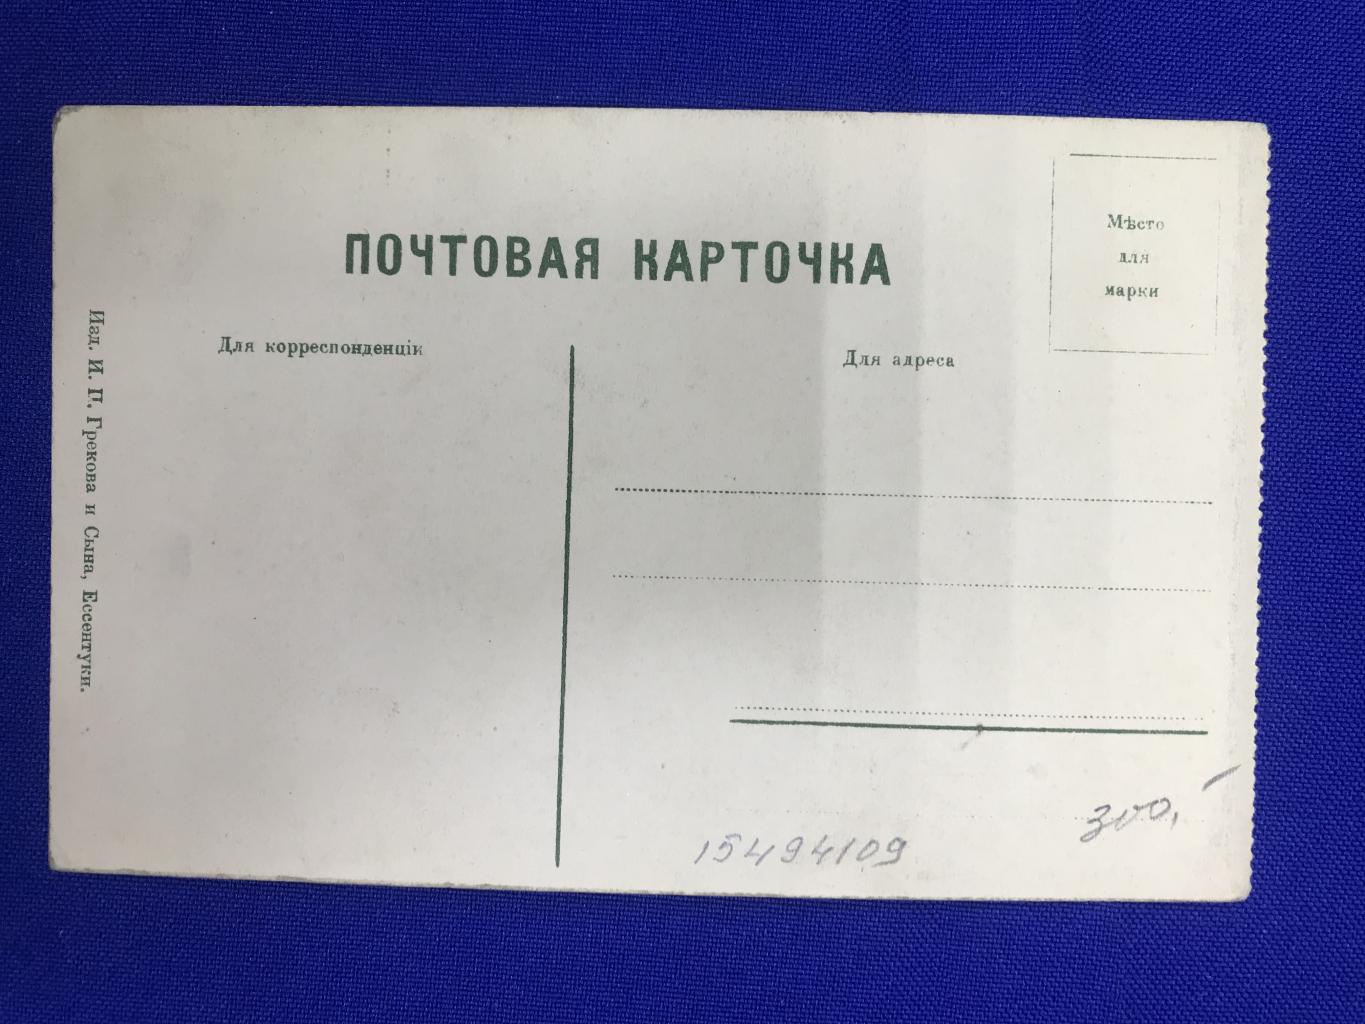 ПОЧТОВАЯ КАРТОЧКА
Мѣсто
для
марки
Для корреспонденціи
Для адреса
Изд. И. П. Грекова и Сына, Ессентуки.
15494109
300,-